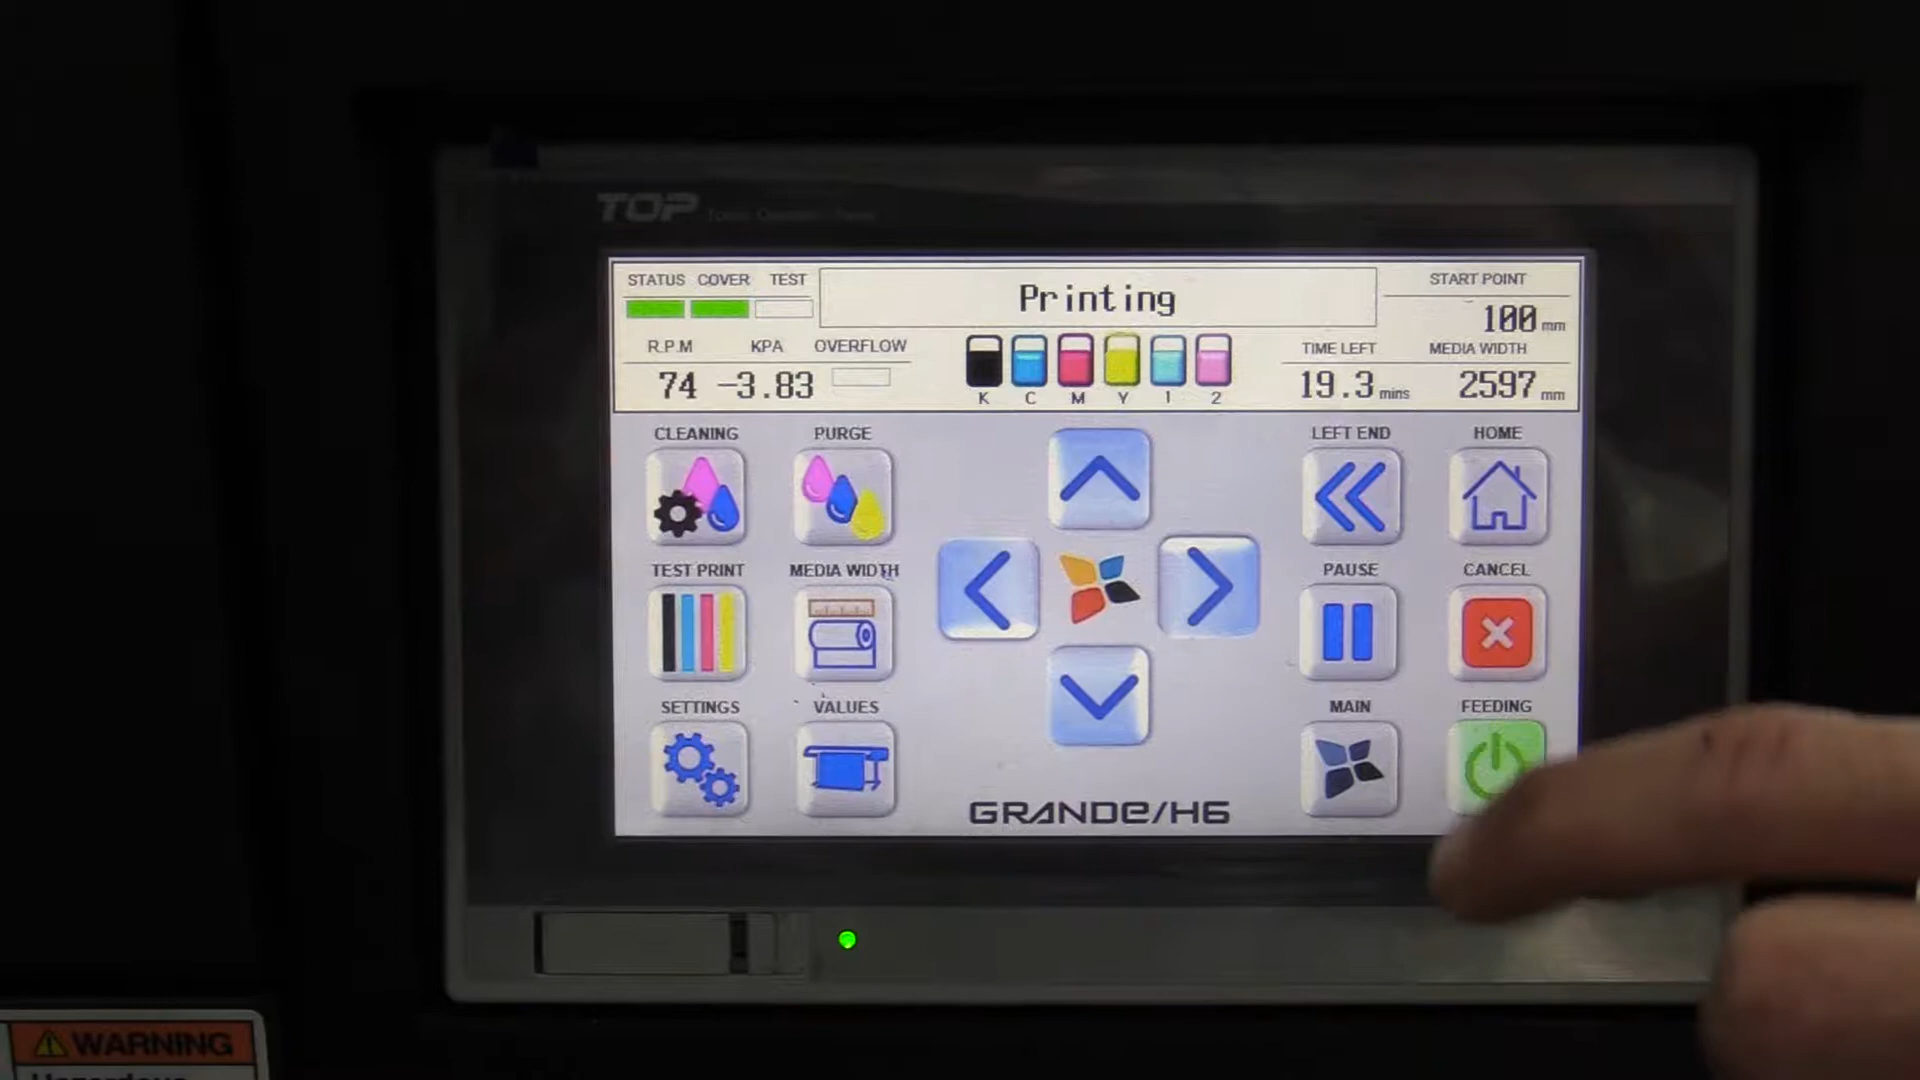 TOP
STATUS COVER TEST
Printing
START POINT
100 mm
R.P.M KPA OVERFLOW
74 -3.83
K C M Y 1 2
TIME LEFT MEDIA WIDTH
19.3 mins 2597 mm
CLEANING PURGE
LEFT END HOME
TEST PRINT MEDIA WIDTH
PAUSE CANCEL
SETTINGS VALUES
MAIN FEEDING
GRANDE/H6
WARNING